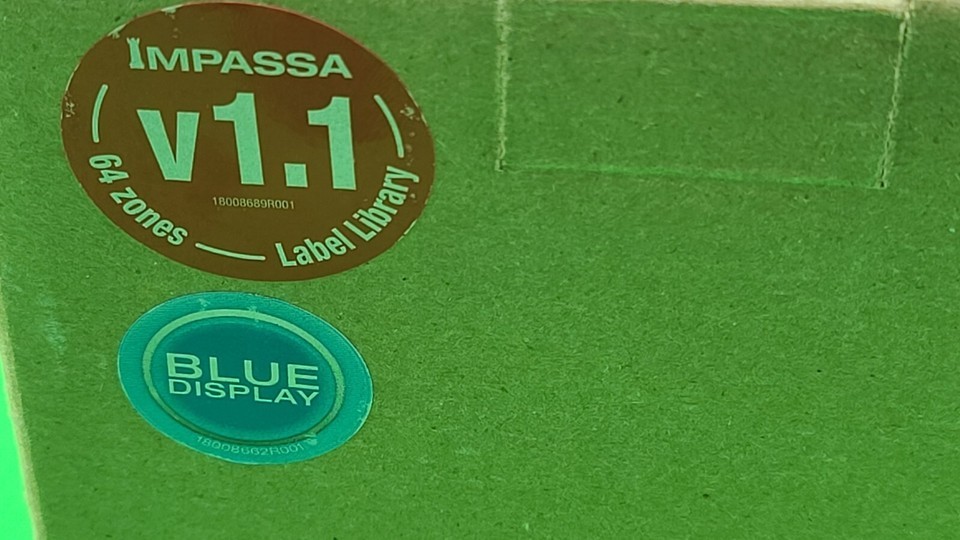 IMPASSA
v1.1
18008689R001
64 zones
Label Library
BLUE
DISPLAY
18008662R001